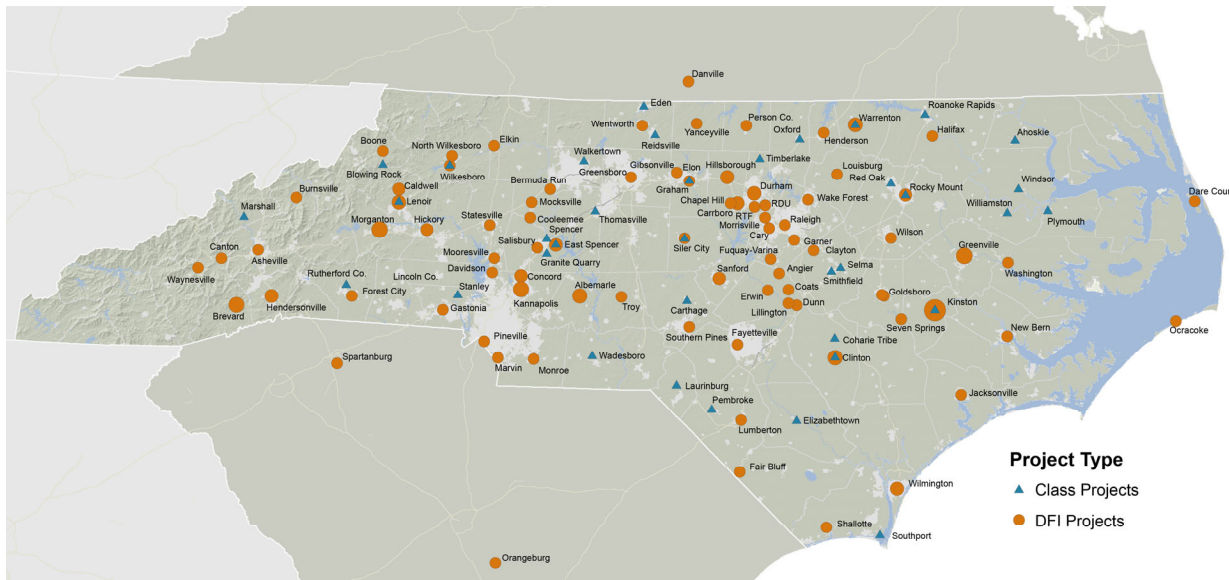 Danville
Eden
Roanoke Rapids
Wentworth
Yanceyville
Person Co.
Warrenton
Reidsville
Oxford
Henderson
Halifax
Ahoskie
Elkin
Boone
North Wilkesboro
Walkertown
Greensboro
Gibsonville
Elon
Hillsborough
Timberlake
Louisburg
Red Oak
Blowing Rock
Wilkesboro
Graham
Windsor
Burnsville
Caldwell
Bermuda Run
Durham
Rocky Mount
Dare Coun
Lenoir
Mocksville
Chapel Hill
RDU
Wake Forest
Williamston
Plymouth
Marshall
Thomasville
Carrboro
RTF
Morganton
Hickory
Statesville
Cooleemee
Spencer
Morrisville
Raleigh
Cary
Wilson
Salisbury
East Spencer
Siler City
Garner
Greenville
Canton
Asheville
Mooresville
Granite Quarry
Fuquay-Varina
Clayton
Washington
Waynesville
Rutherford Co.
Lincoln Co.
Davidson
Concord
Sanford
Angier
Selma
Smithfield
Forest City
Stanley
Kannapolis
Albemarle
Troy
Erwin
Coats
Goldsboro
Brevard
Hendersonville
Gastonia
Carthage
Lillington
Dunn
Kinston
Seven Springs
Ocracoke
Pineville
Southern Pines
Fayetteville
New Bern
Coharie Tribe
Spartanburg
Marvin
Monroe
Wadesboro
Clinton
Laurinburg
Jacksonville
Pembroke
Lumberton
Elizabethtown
Fair Bluff
Project Type
Class Projects
DFI Projects
Wilmington
Shallotte
Southport
Orangeburg